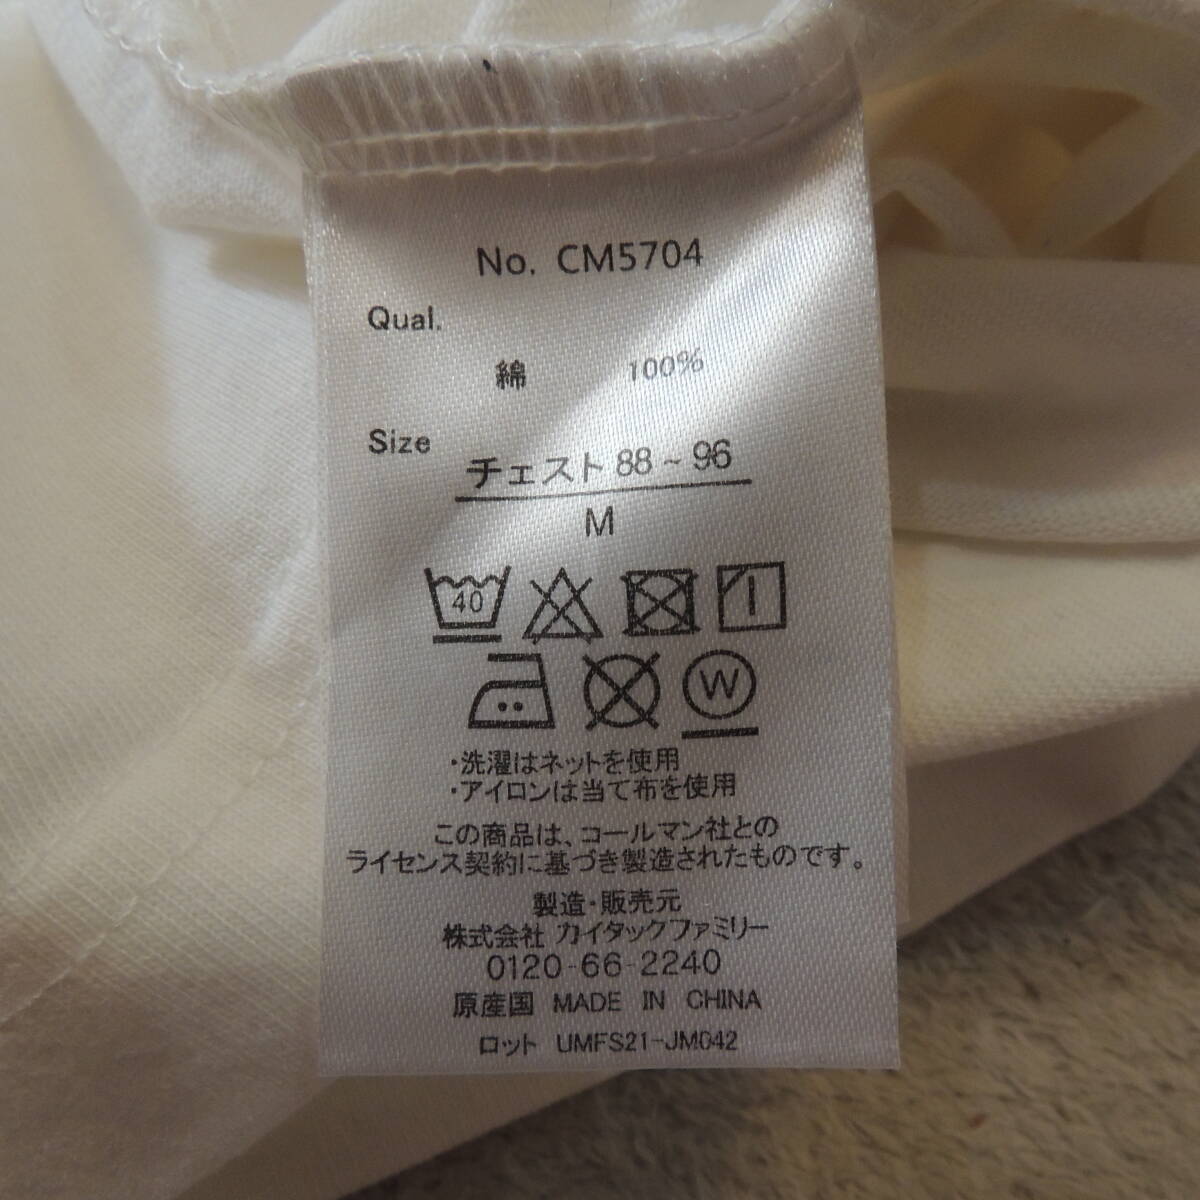 No. CM5704
Qual.
綿 100%
Size
チェスト 88~96
M
40
W
・洗濯はネットを使用
・アイロンは当て布を使用
この商品は、コールマン社との
ライセンス契約に基づき製造されたものです。
製造・販売元
株式会社 カイタックファミリー
0120-66-2240
原産国 MADE IN CHINA
ロット UMFS21-JM042